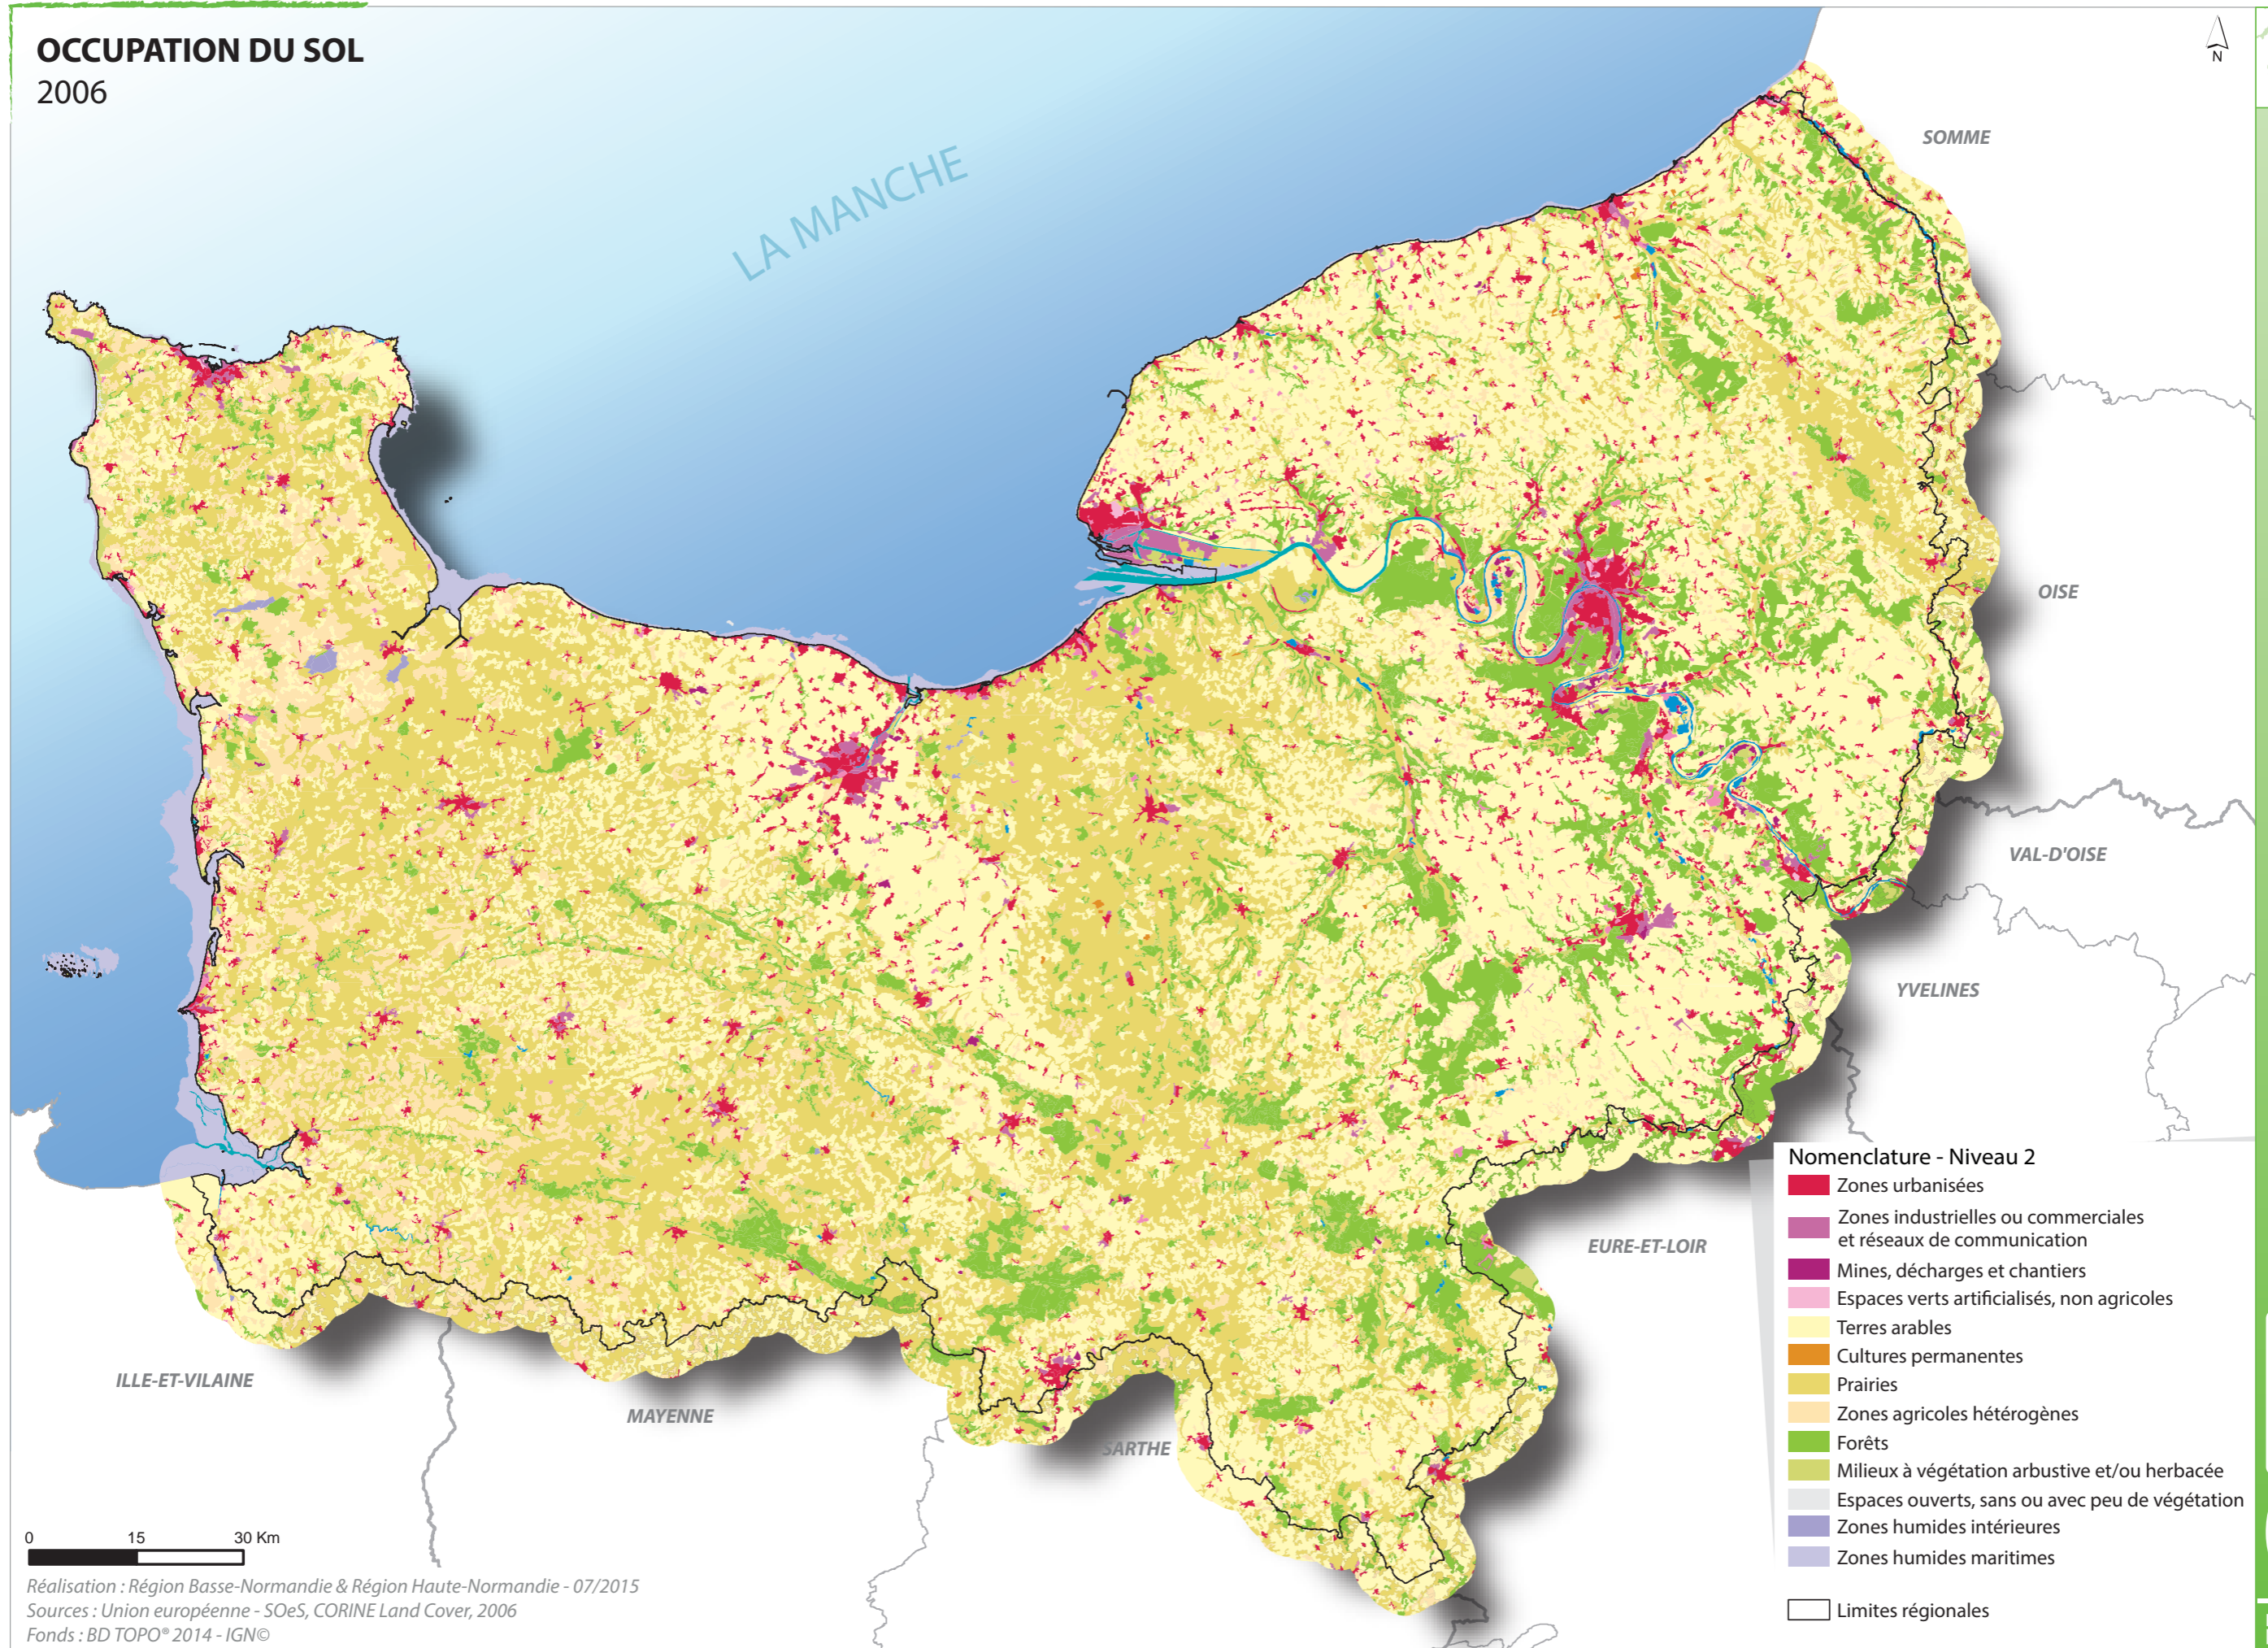 OCCUPATION DU SOL
2006
N
LA MANCHE
SOMME
OISE
VAL-D'OISE
YVELINES
EURE-ET-LOIR
SARTHE
MAYENNE
ILLE-ET-VILAINE
Nomenclature - Niveau 2
Zones urbanisées
Zones industrielles ou commerciales
et réseaux de communication
Mines, décharges et chantiers
Espaces verts artificialisés, non agricoles
Terres arables
Cultures permanentes
Prairies
Zones agricoles hétérogènes
Forêts
Milieux à végétation arbustive et/ou herbacée
Espaces ouverts, sans ou avec peu de végétation
Zones humides intérieures
Zones humides maritimes
Limites régionales
0 15 30 Km
Réalisation : Région Basse-Normandie & Région Haute-Normandie - 07/2015
Sources : Union européenne - SOeS, CORINE Land Cover, 2006
Fonds : BD TOPO® 2014 - IGN©